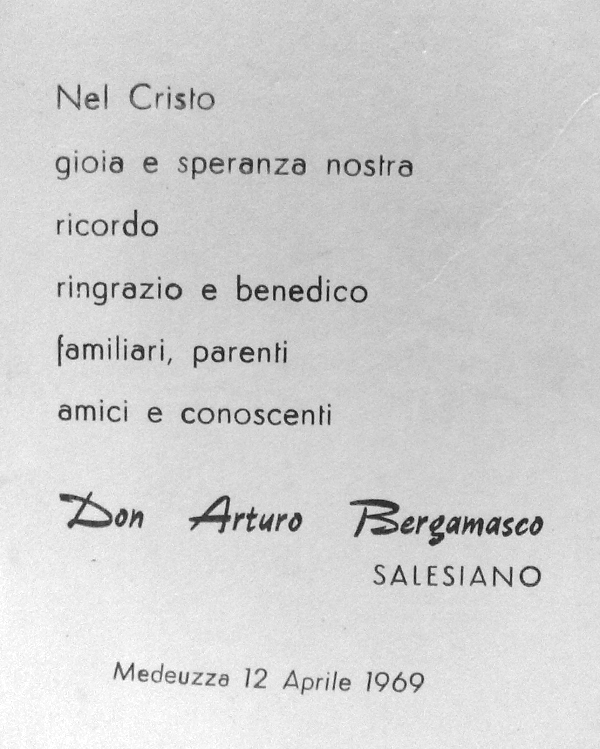 Nel Cristo
gioia e speranza nostra
ricordo
ringrazio e benedico
familiari, parenti
amici e conoscenti
Don Arturo Bergamasco
SALESIANO
Medeuzza 12 Aprile 1969